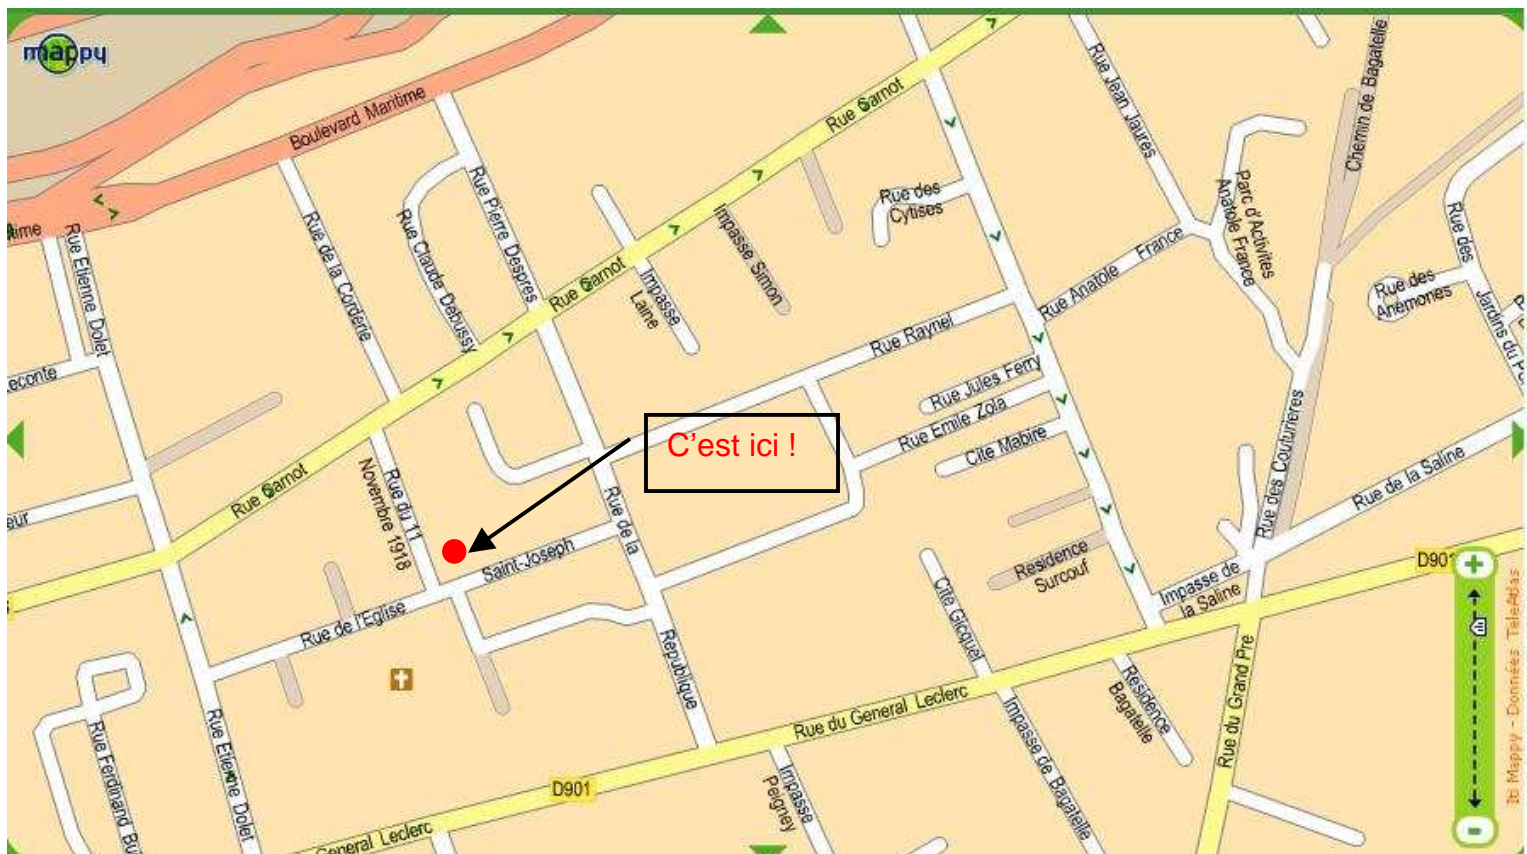 mappy
Boulevard Maritime
Rue Carnot
Rue Jean Jaures
Chemin de Bagatelle
Rue des
Cytises
Parc d'Activites
Anatole France
Rue Pierre Despres
Rue Claude Debussy
Rue de la Corderie
Rue Etienne Dolet
Impasse Simon
Impasse
Laine
Rue Carnot
Rue Anatole France
Rue des
Jardins du
Rue des
Anemones
Rue Raynel
Rue Jules Ferry
Rue Emile Zola
Cite Mabire
C'est ici !
Rue Carnot
Rue du 11
Novembre 1918
Rue de la
Republique
Saint-Joseph
Rue de l'Eglise
Rue des Couturieres
Rue de la Saline
Residence
Surcouf
Impasse de
la Saline
D901
Cite Gicquel
Residence
Bagatelle
Rue du Grand Pre
Rue du General Leclerc
Impasse de Bagatelle
Impasse
Peigney
D901
General Leclerc
Rue Etienne Dolet
Rue Ferdinand Bu
Iti Mappy - Données TeleAtlas